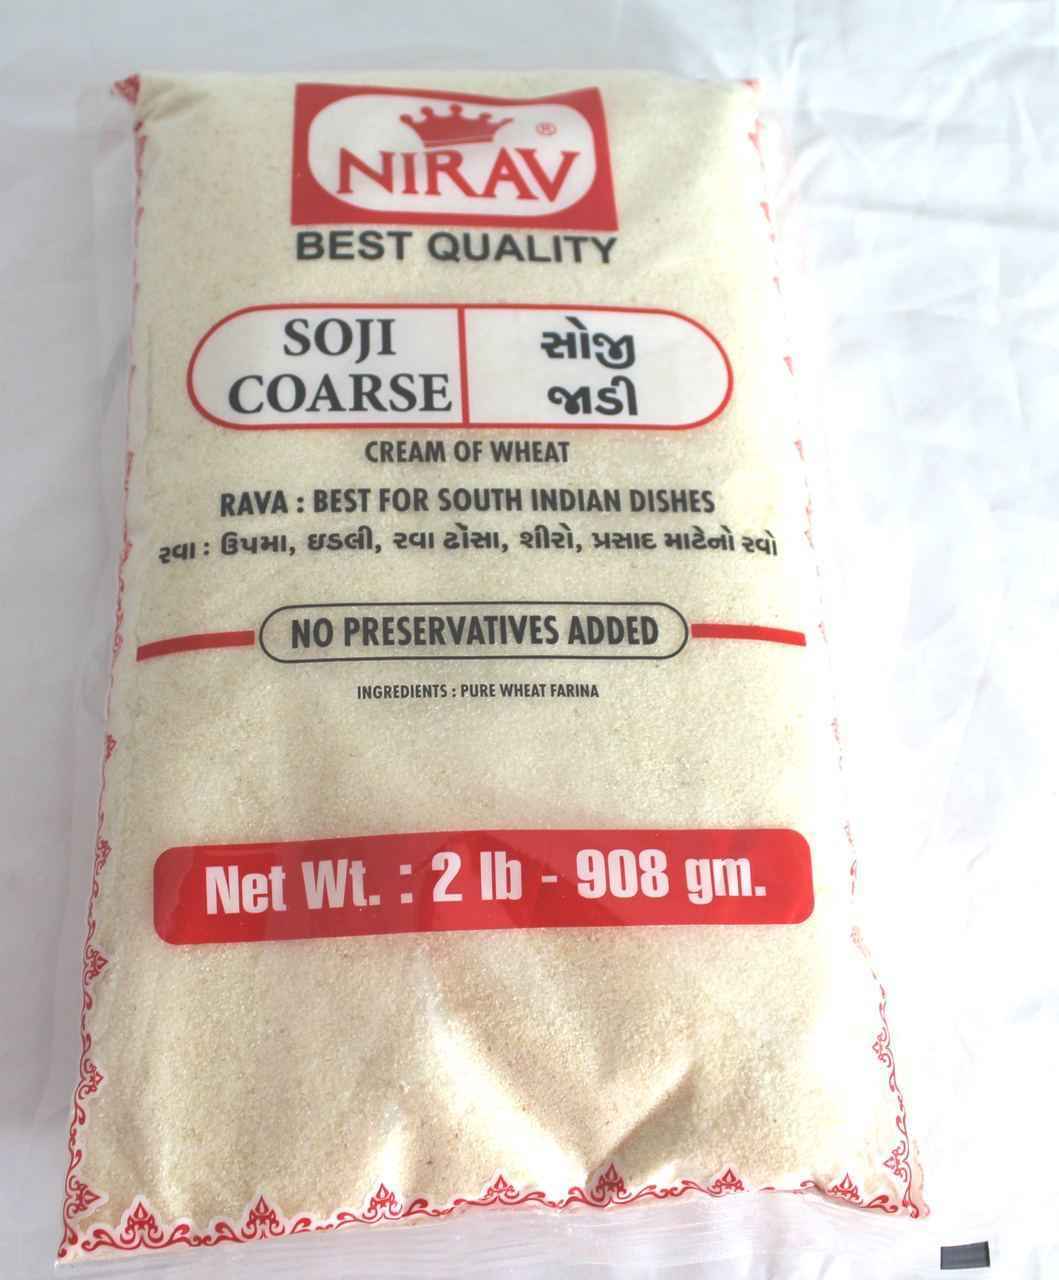 NIRAV ®
BEST QUALITY
SOJI
COARSE
સોજી
જાડી
CREAM OF WHEAT
RAVA : BEST FOR SOUTH INDIAN DISHES
રવા : ઉપમા, ઇડલી, રવા ઢોંસા, શીરો, પ્રસાદ માટેનો રવો
NO PRESERVATIVES ADDED
INGREDIENTS : PURE WHEAT FARINA
Net Wt. : 2 lb - 908 gm.